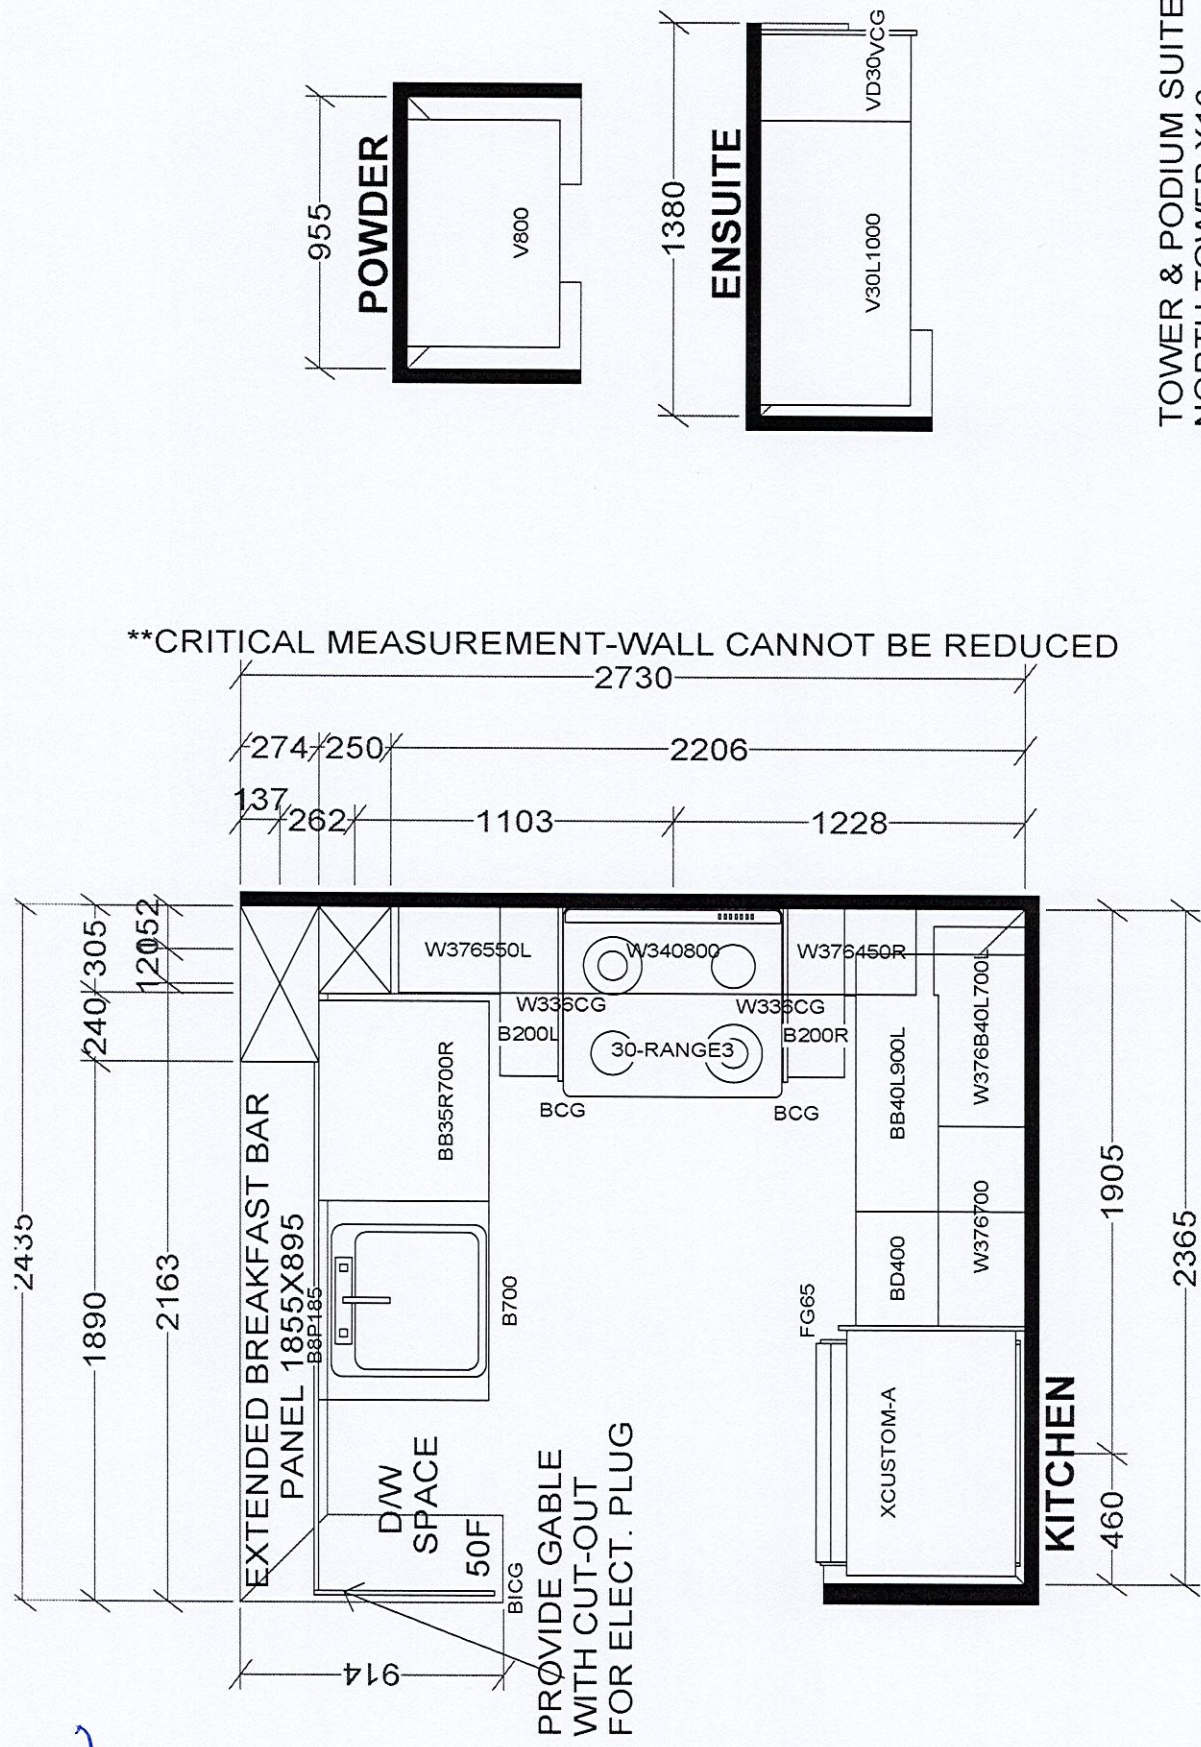 955
POWDER
V800
1380
ENSUITE
VD30VCG
V30L1000
TOWER & PODIUM SUITE
**CRITICAL MEASUREMENT-WALL CANNOT BE REDUCED
2730
274 250 2206
137 262 1103 1228
2435
240 305
1890
120 52
2163
W376550L
W340800
W376450R
W336CG
W336CG
B200L
30-RANGE3
B200R
BCG
BCG
BB35R700R
BB40L900L
W376B40L700L
EXTENDED BREAKFAST BAR
PANEL 1855X895
B8P185
B700
BD400
W376700
FG65
1905
2365
D/W
SPACE
50F
BICG
XCUSTOM-A
KITCHEN
460
914
PROVIDE GABLE
WITH CUT-OUT
FOR ELECT. PLUG